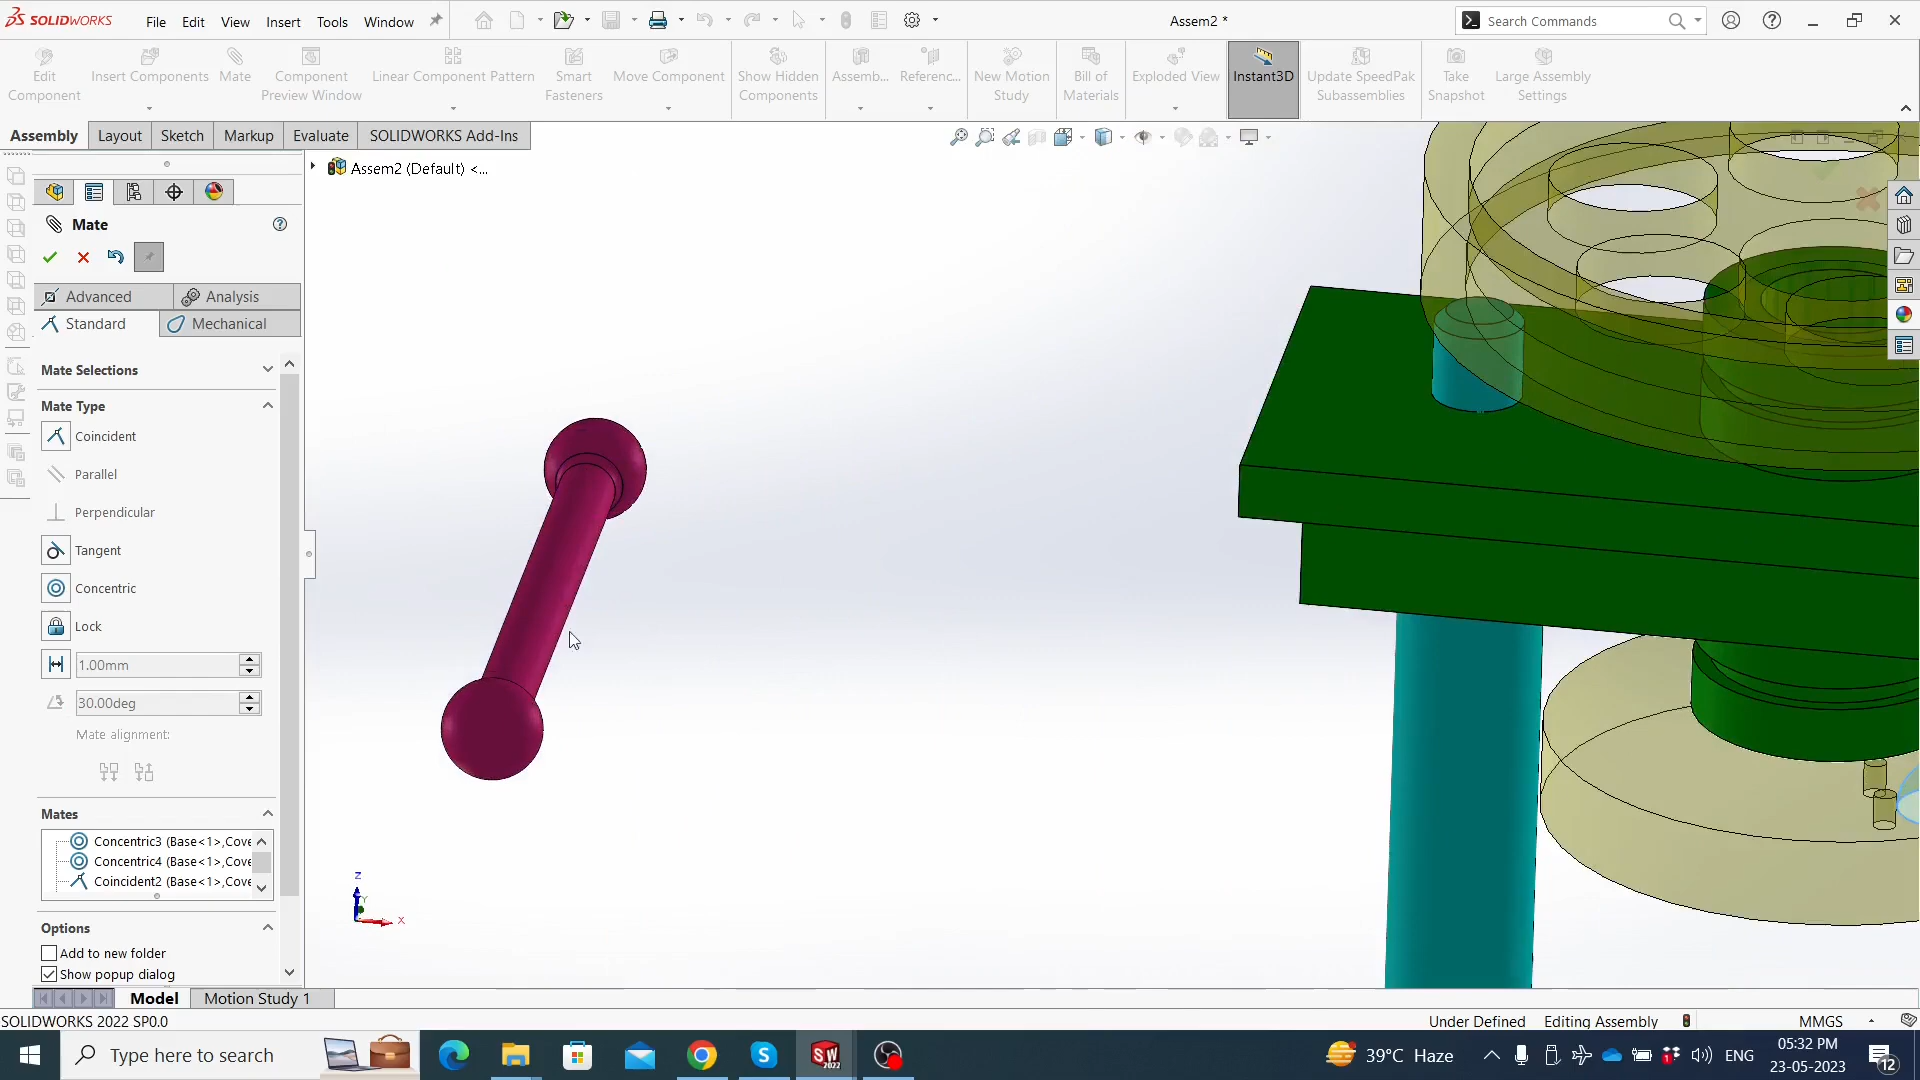 SOLIDWORKS File Edit View Insert Tools Window Assem2 * Search Commands
Edit Component
Insert Components
Mate
Component Preview Window
Linear Component Pattern
Smart Fasteners
Move Component
Show Hidden Components
Assemb...
Referenc...
New Motion Study
Bill of Materials
Exploded View
Instant3D
Update SpeedPak Subassemblies
Take Snapshot
Large Assembly Settings
Assembly Layout Sketch Markup Evaluate SOLIDWORKS Add-Ins
Assem2 (Default) <...
Mate
Advanced Analysis
Standard Mechanical
Mate Selections
Mate Type
Coincident
Parallel
Perpendicular
Tangent
Concentric
Lock
1.00mm
30.00deg
Mate alignment:
Mates
Concentric3 (Base<1>,Cove
Concentric4 (Base<1>,Cove
Coincident2 (Base<1>,Cove
Options
Add to new folder
Show popup dialog
Z
Y
X
Model Motion Study 1
SOLIDWORKS 2022 SP0.0 Under Defined Editing Assembly MMGS
Type here to search
SW
2022
39°C Haze
ENG
05:32 PM
23-05-2023
12